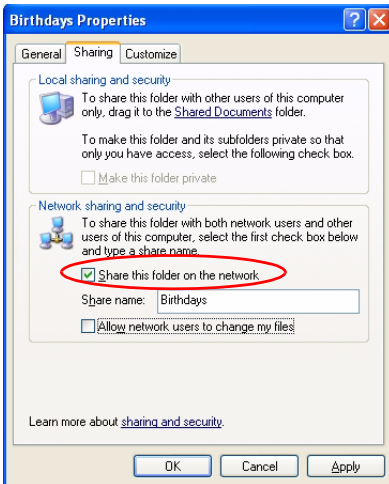 Birthdays Properties
General Sharing Customize
Local sharing and security
To share this folder with other users of this computer
only, drag it to the Shared Documents folder.
To make this folder and its subfolders private so that
only you have access, select the following check box.
Make this folder private
Network sharing and security
To share this folder with both network users and other
users of this computer, select the first check box below
and type a share name.
Share this folder on the network
Share name: Birthdays
Allow network users to change my files
Learn more about sharing and security.
OK Cancel Apply